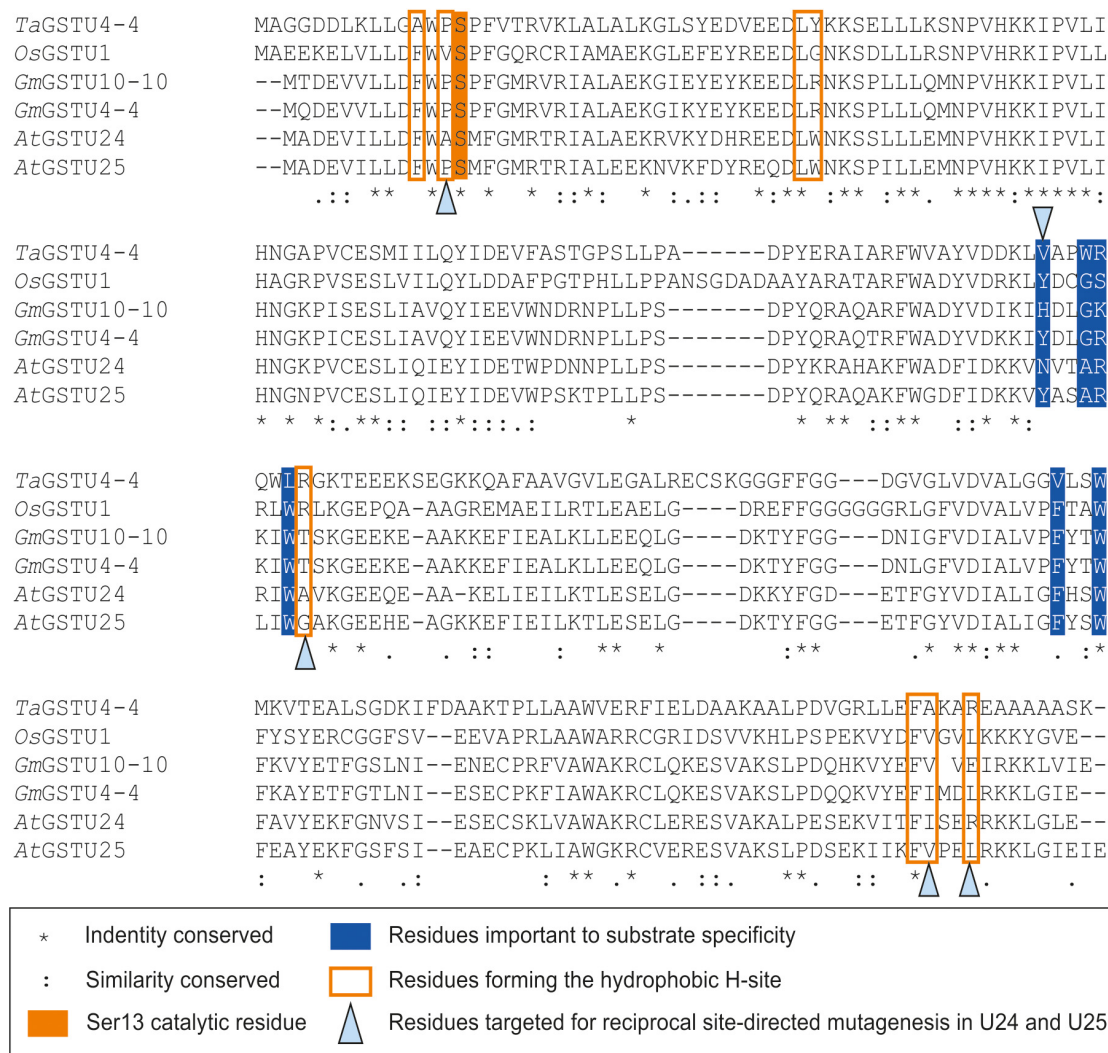 TaGSTU4-4 MAGGDDLKLLGAWPSPFVTRVKLALALKGLSYEDVEEDLYKKSELLLKSNPVHKKIPVLI
OsGSTU1 MAEEKELVLLDFWVSPFGQRCRIAMAEKGLEFEYREEDLGNKSDLLLRSNPVHRKIPVLL
GmGSTU10-10 --MTDEVVLLDFWPSPFGMRVRIALAEKGIEYEYKEEDLRNKSPLLLQMNPVHKKIPVLI
GmGSTU4-4 --MQDEVVLLDFWPSPFGMRVRIALAEKGIKYEYKEEDLRNKSPLLLQMNPVHKKIPVLI
AtGSTU24 --MADEVILLDFWASMFGMRTRIALAEKRVKYDHREEDLWNKSSLLLEMNPVHKKIPVLI
AtGSTU25 --MADEVILLDFWPSMFGMRTRIALEEKNVKFDYREQDLWNKSPILLEMNPVHKKIPVLI
.:: ** * * * * ::: * :.:: *:** :** ::*. ****:*****:
TaGSTU4-4 HNGAPVCESMIILQYIDEVFASTGPSLLPA-------DPYERAIARFWVAYVDDKLVAPWR
OsGSTU1 HAGRPVSESLVILQYLDDAFPGTPHLLPPANSGDADAAYARATARFWADYVDRKLYDCGS
GmGSTU10-10 HNGKPISESLIAVQYIEEVWNDRNPLLPS-------DPYQRAQARFWADYVDIKIHDLGK
GmGSTU4-4 HNGKPICESLIAVQYIEEVWNDRNPLLPS-------DPYQRAQTRFWADYVDIKIYDLGR
AtGSTU24 HNGNPVCESLIQIEYIDETWPDNNPLLPS-------DPYKRAHAKFWADFIDKKVNVTAR
AtGSTU25 HNGNPVCESLIQIEYIDEVWPSKTPLLPS-------DPYQRAQAKFWGDFIDKKVYASAR
* * *:.**:: ::*:::.: * * ** ::** ::* *:
TaGSTU4-4 QWLRGKTEEEKSEGKKQAFAAVGVLEGALRECSKGGGFFGG---DGVGLVDVALGGVLSW
OsGSTU1 RLWRLKGEPQA-AAGREMAEILRTLEAELG----DREFFGGGGGGRLGFVDVALVPFTAW
GmGSTU10-10 KIWTSKGEEKE-AAKKEFIEALKLLEEQLG----DKTYFGG---DNIGFVDIALVPFYTW
GmGSTU4-4 KIWTSKGEEKE-AAKKEFIEALKLLEEQLG----DKTYFGG---DNLGFVDIALVPFYTW
AtGSTU24 RIWAVKGEEQE-AA-KELIEILKTLESELG----DKKYFGD---ETFGYVDIALIGFHSW
AtGSTU25 LIWGAKGEEHE-AGKKEFIEILKTLESELG----DKTYFGG---ETFGYVDIALIGFYSW
* * . . :: : ** * . :** .* **:** . :*
TaGSTU4-4 MKVTEALSGDKIFDAAKTPLLAAWVERFIELDAAKAALPDVGRLLEFAKAREAAAAASK-
OsGSTU1 FYSYERCGGFSV--EEVAPRLAAWARRCGRIDSVVKHLPSPEKVYDFVGVLKKKYGVE--
GmGSTU10-10 FKVYETFGSLNI--ENECPRFVAWAKRCLQKESVAKSLPDQHKVYEFV VEIRKKLVIE-
GmGSTU4-4 FKAYETFGTLNI--ESECPKFIAWAKRCLQKESVAKSLPDQQKVYEFIMDLRKKLGIE--
AtGSTU24 FAVYEKFGNVSI--ESECSKLVAWAKRCLERESVAKALPESEKVITFISERRKKLGLE--
AtGSTU25 FEAYEKFGSFSI--EAECPKLIAWGKRCVERESVAKSLPDSEKIIKFVPELRKKLGIEIE
: * . .: . : ** .* . ::. **. :: * . .
* Indentity conserved
Residues important to substrate specificity
: Similarity conserved
Residues forming the hydrophobic H-site
Ser13 catalytic residue
Residues targeted for reciprocal site-directed mutagenesis in U24 and U25